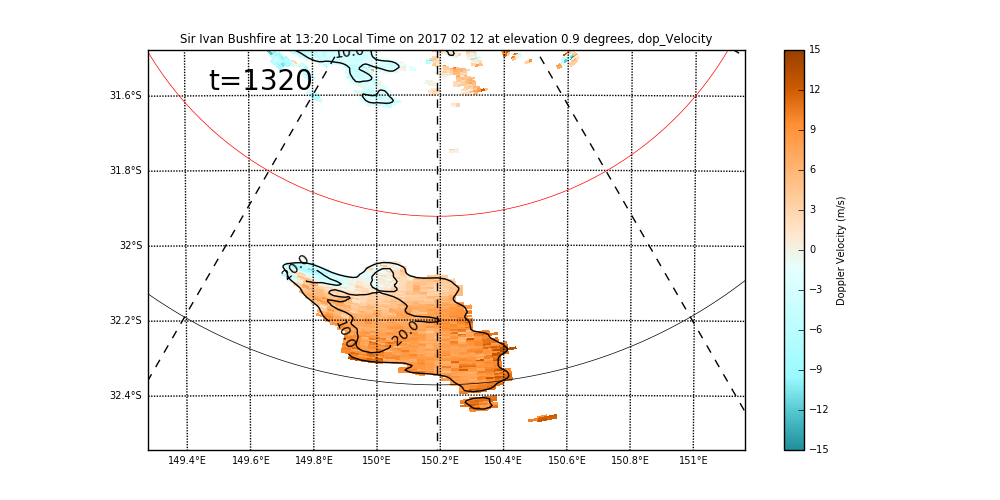 Sir Ivan Bushfire at 13:20 Local Time on 2017 02 12 at elevation 0.9 degrees, dop_Velocity
t=1320
10.0
31.6°S
31.8°S
32°S
32.2°S
32.4°S
20.0
10.0
20.0
149.4°E 149.6°E 149.8°E 150°E 150.2°E 150.4°E 150.6°E 150.8°E 151°E
15
12
9
6
3
0
−3
−6
−9
−12
−15
Doppler Velocity (m/s)